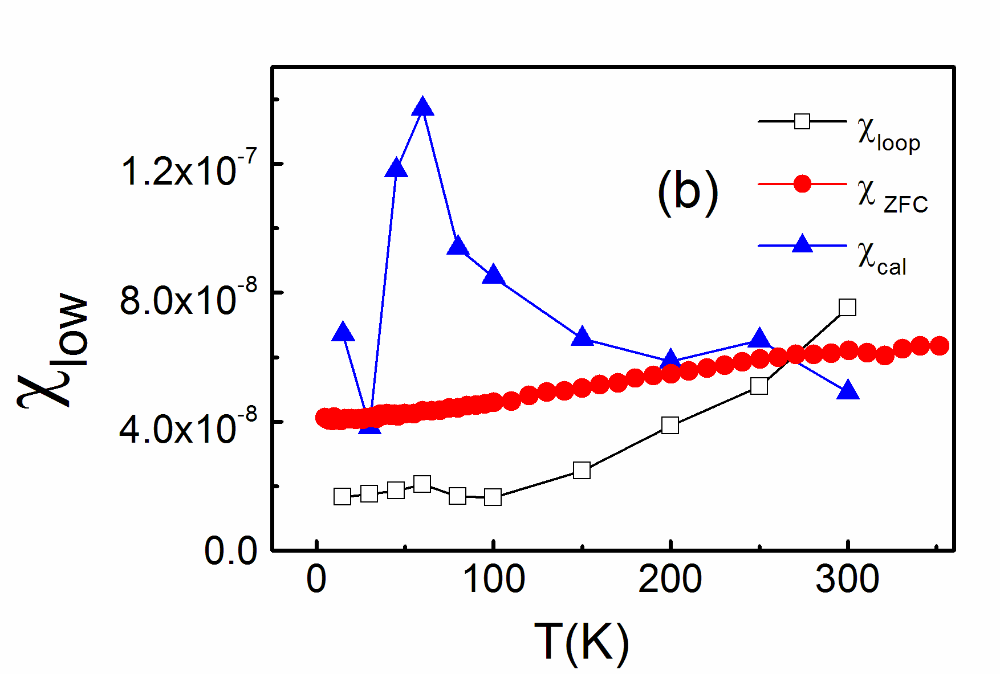 χloop
1.2x10-7
(b)
χ ZFC
χcal
8.0x10-8
χlow
4.0x10-8
0.0
0 100 200 300
T(K)